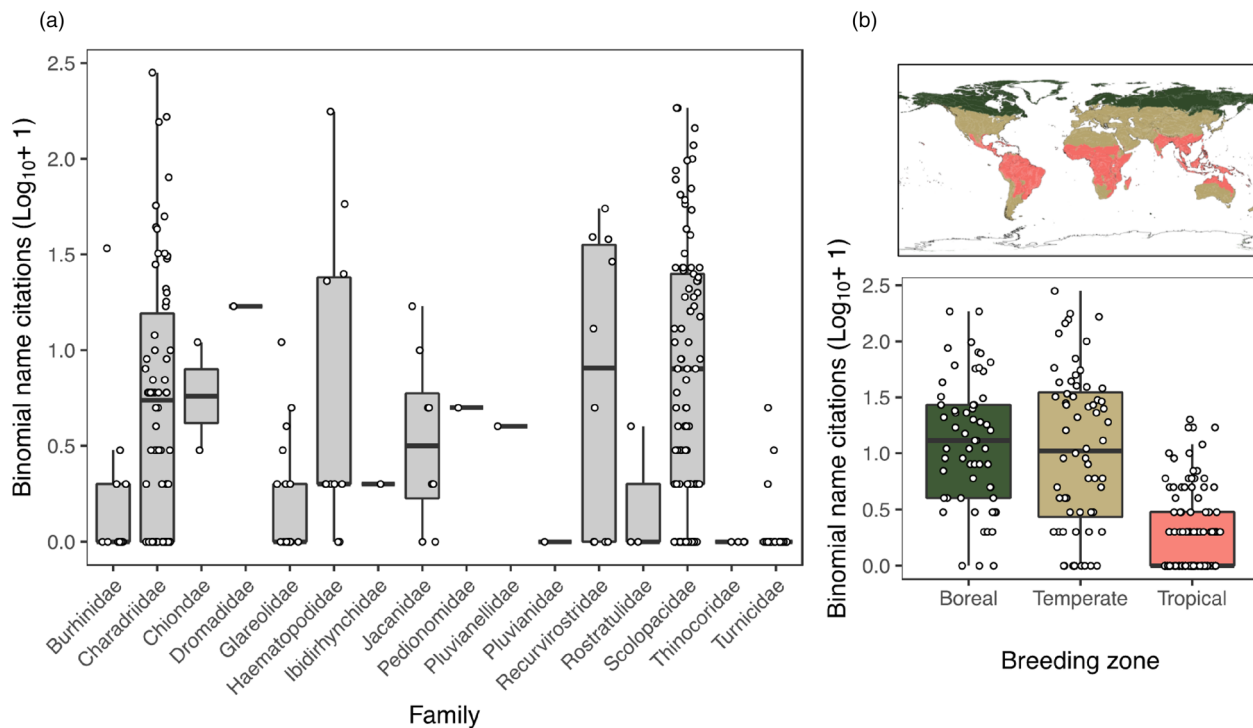 (a)
2.5
2.0
1.5
1.0
0.5
0.0
Binomial name citations (Log10+ 1)
Burhinidae
Charadriidae
Chiondae
Dromadidae
Glareolidae
Haematopodidae
Ibidirhynchidae
Jacanidae
Pedionomidae
Pluvianellidae
Pluvianidae
Recurvirostridae
Rostratulidae
Scolopacidae
Thinocoridae
Turnicidae
Family
(b)
2.5
2.0
1.5
1.0
0.5
0.0
Binomial name citations (Log10+ 1)
Boreal
Temperate
Tropical
Breeding zone